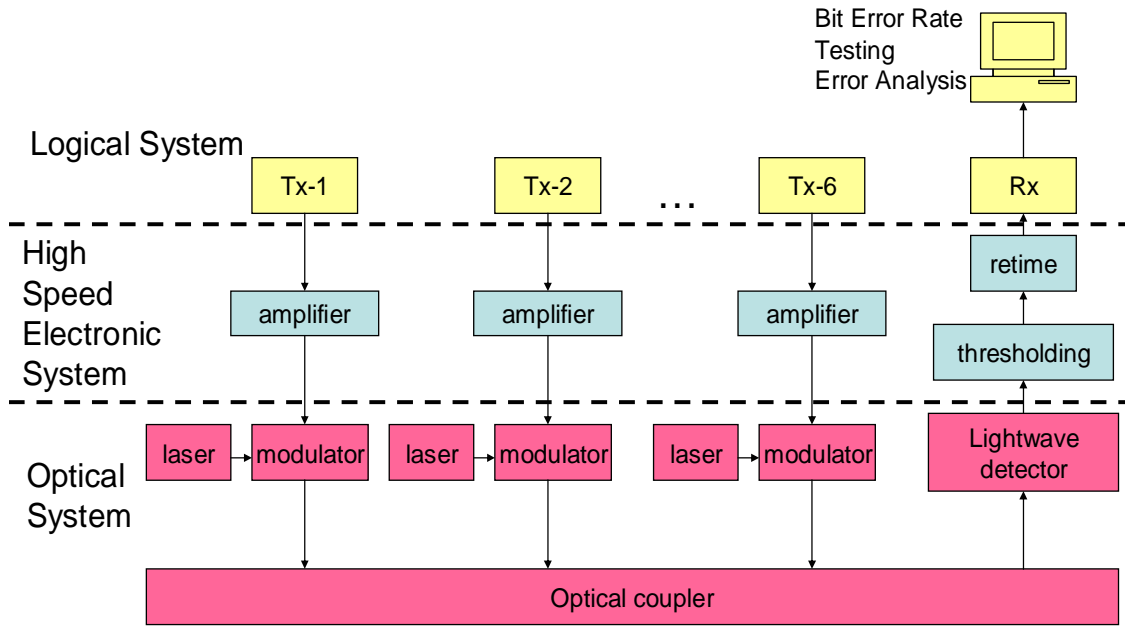 Bit Error Rate
Testing
Error Analysis
Logical System
Tx-1
Tx-2
...
Tx-6
Rx
High
Speed
Electronic
System
amplifier
amplifier
amplifier
retime
thresholding
Optical
System
laser
modulator
laser
modulator
laser
modulator
Lightwave
detector
Optical coupler